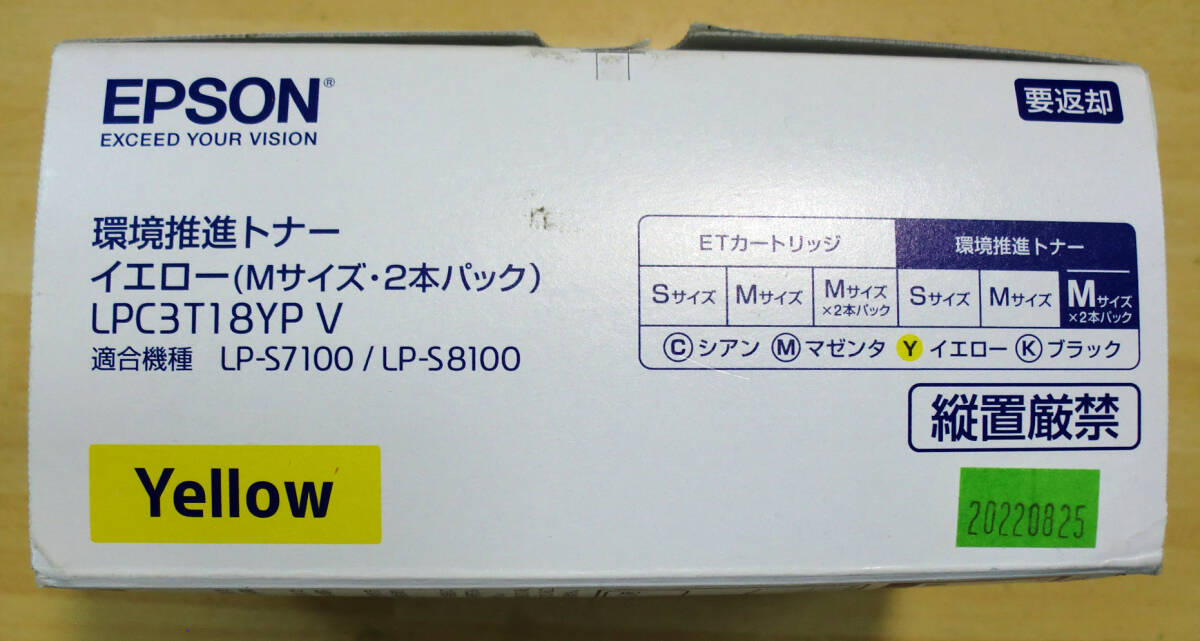 EPSON®
EXCEED YOUR VISION
要返却
環境推進トナー
イエロー(Mサイズ・2本パック)
LPC3T18YP V
適合機種 LP-S7100 / LP-S8100
ETカートリッジ 環境推進トナー
Sサイズ Mサイズ Mサイズ×2本パック Sサイズ Mサイズ Mサイズ×2本パック
Ⓒシアン Ⓜマゼンタ Ⓨイエロー Ⓚブラック
縦置厳禁
Yellow
20220825